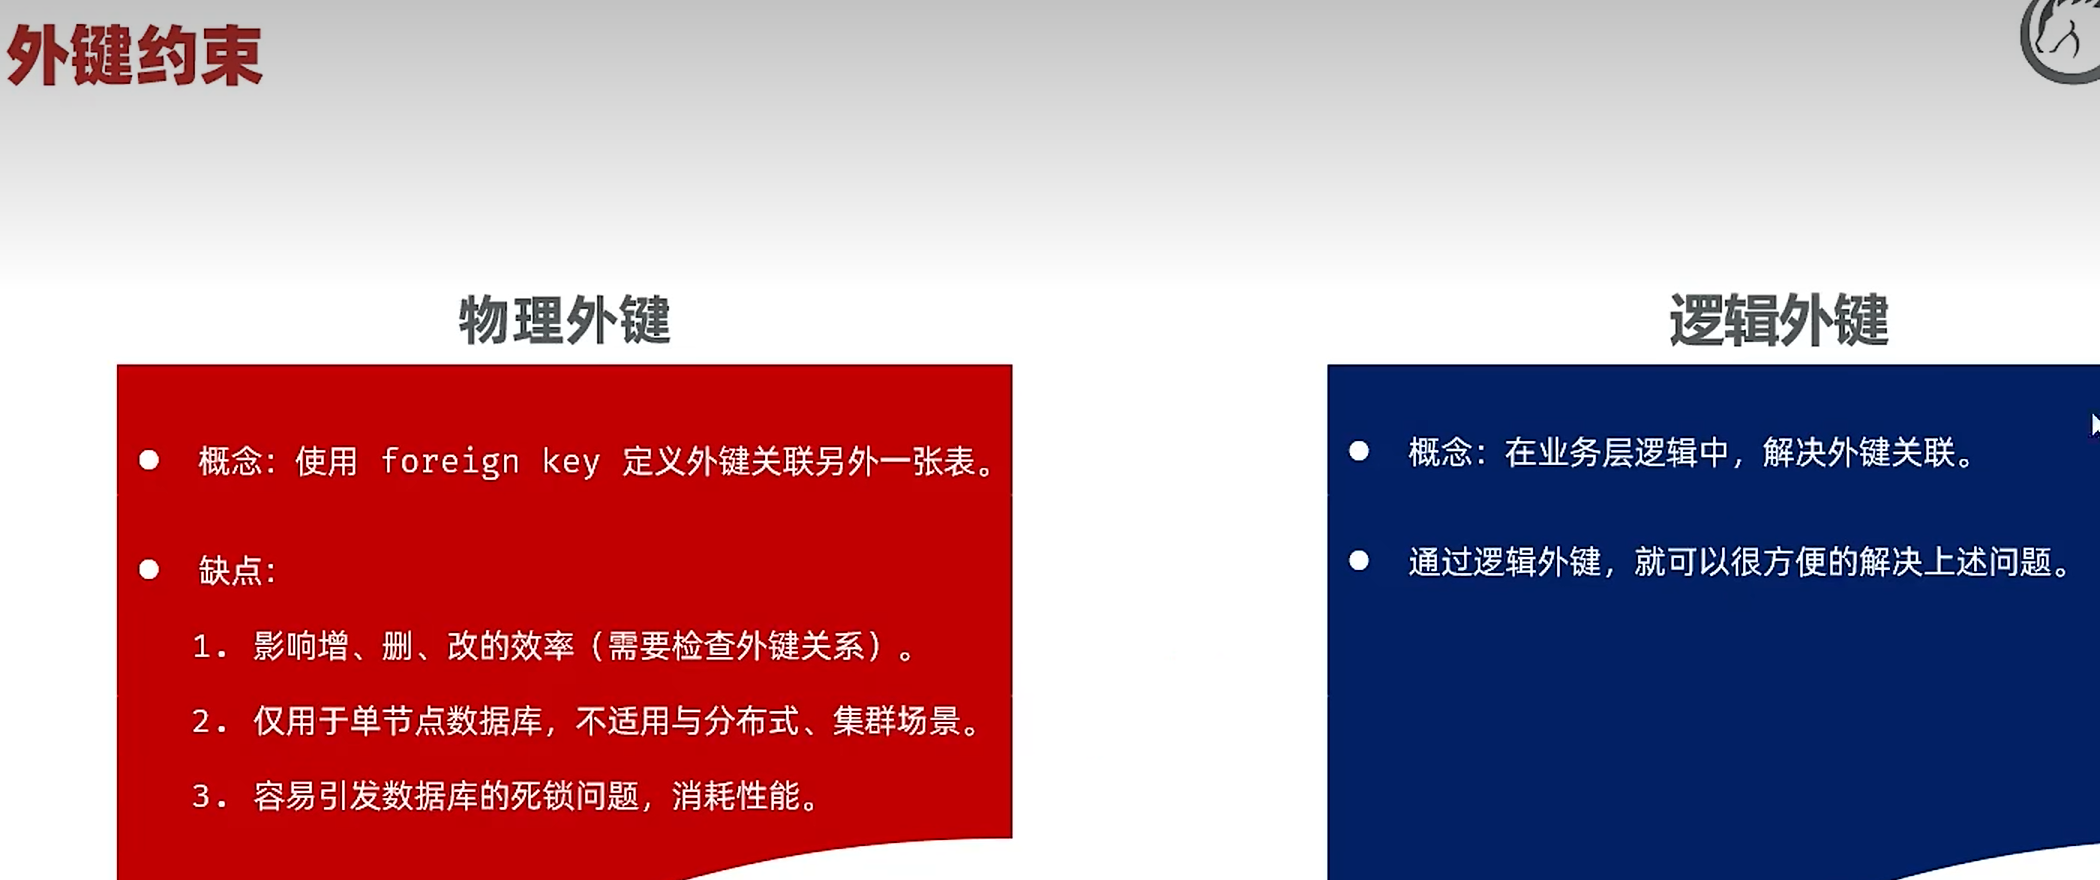 外键约束
物理外键
概念：使用 foreign key 定义外键关联另外一张表。
缺点：
1. 影响增、删、改的效率（需要检查外键关系）。
2. 仅用于单节点数据库，不适用与分布式、集群场景。
3. 容易引发数据库的死锁问题，消耗性能。
逻辑外键
概念：在业务层逻辑中，解决外键关联。
通过逻辑外键，就可以很方便的解决上述问题。